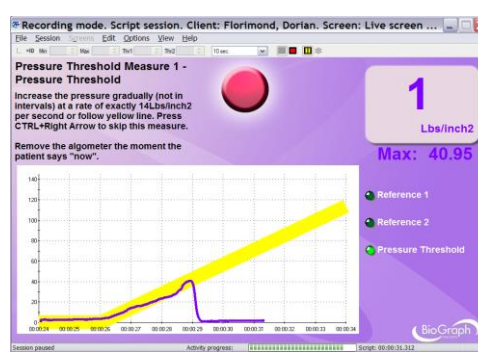 Recording mode. Script session. Client: Florimond, Dorian. Screen: Live screen ...
File Session Screens Edit Options View Help
Min Max Thr1 Thr2 10 sec
Pressure Threshold Measure 1 -
Pressure Threshold
Increase the pressure gradually (not in
intervals) at a rate of exactly 14Lbs/inch2
per second or follow yellow line. Press
CTRL+Right Arrow to skip this measure.
Remove the algometer the moment the
patient says "now".
1
Lbs/inch2
Max: 40.95
Reference 1
Reference 2
Pressure Threshold
140
120
100
80
60
40
20
0
00:00:24 00:00:25 00:00:26 00:00:27 00:00:28 00:00:29 00:00:30 00:00:31 00:00:32 00:00:33 00:00:34
BioGraph
Session paused Activity progress: Script: 00:00:31.312